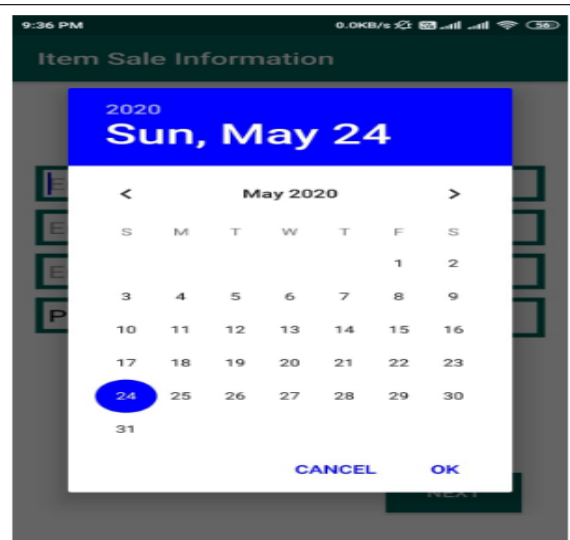 9:36 PM 0.0KB/s 56
Item Sale Information
2020
Sun, May 24
< May 2020 >
S M T W T F S
1 2
3 4 5 6 7 8 9
10 11 12 13 14 15 16
17 18 19 20 21 22 23
24 25 26 27 28 29 30
31
CANCEL OK
NEXT